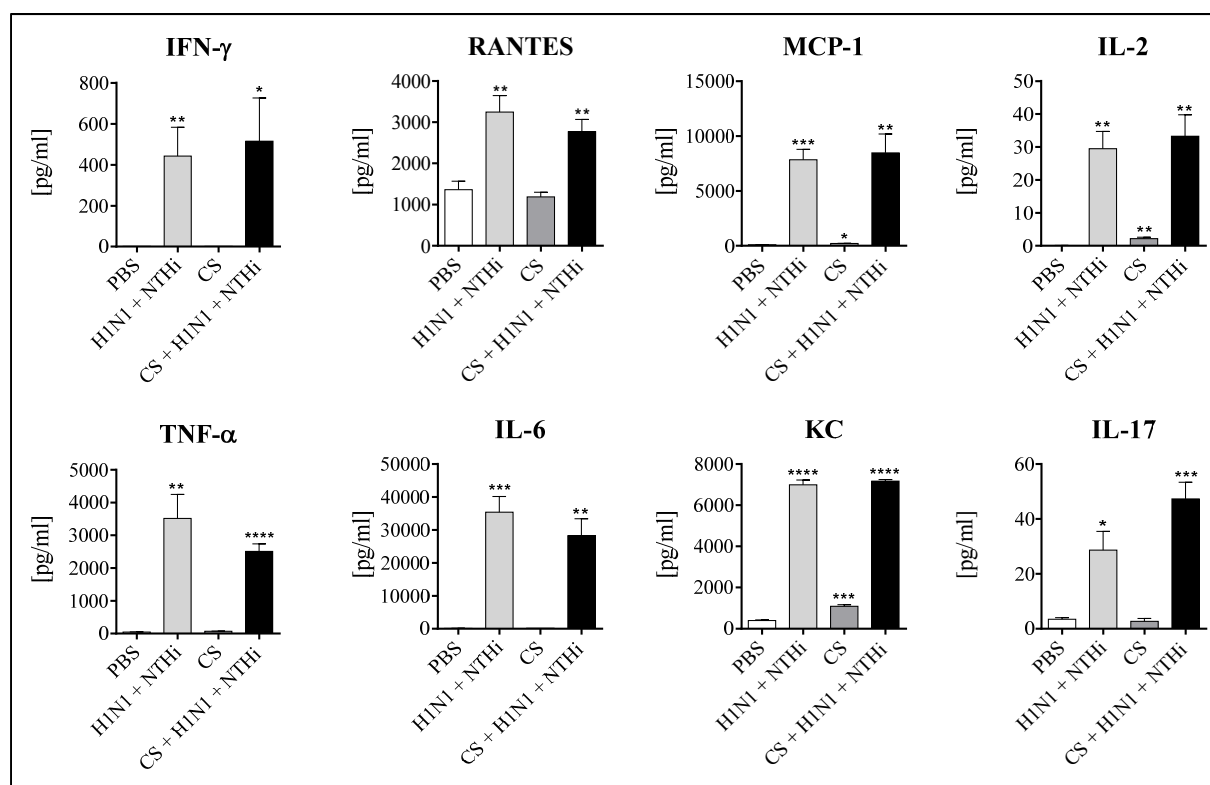 IFN-γ
800
600
400
200
0
[pg/ml]
**
*
PBS
H1N1 + NTHi
CS
CS + H1N1 + NTHi
RANTES
4000
3000
2000
1000
0
[pg/ml]
**
**
PBS
H1N1 + NTHi
CS
CS + H1N1 + NTHi
MCP-1
15000
10000
5000
0
[pg/ml]
***
*
**
PBS
H1N1 + NTHi
CS
CS + H1N1 + NTHi
IL-2
50
40
30
20
10
0
[pg/ml]
**
**
**
PBS
H1N1 + NTHi
CS
CS + H1N1 + NTHi
TNF-α
5000
4000
3000
2000
1000
0
[pg/ml]
**
****
PBS
H1N1 + NTHi
CS
CS + H1N1 + NTHi
IL-6
50000
40000
30000
20000
10000
0
[pg/ml]
***
**
PBS
H1N1 + NTHi
CS
CS + H1N1 + NTHi
KC
8000
6000
4000
2000
0
[pg/ml]
****
***
****
PBS
H1N1 + NTHi
CS
CS + H1N1 + NTHi
IL-17
60
40
20
0
[pg/ml]
*
***
PBS
H1N1 + NTHi
CS
CS + H1N1 + NTHi